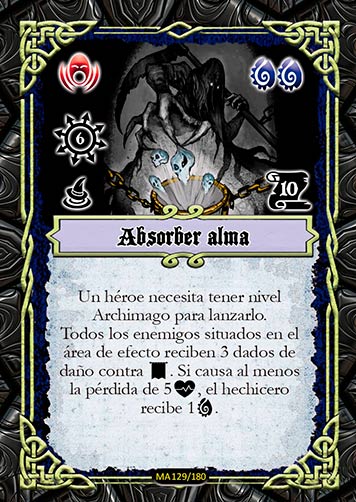 6
10
Absorber alma
Un héroe necesita tener nivel
Archimago para lanzarlo.
Todos los enemigos situados en el
área de efecto reciben 3 dados de
daño contra . Si causa al menos
la pérdida de 5 , el hechicero
recibe 1 .
MA129/180